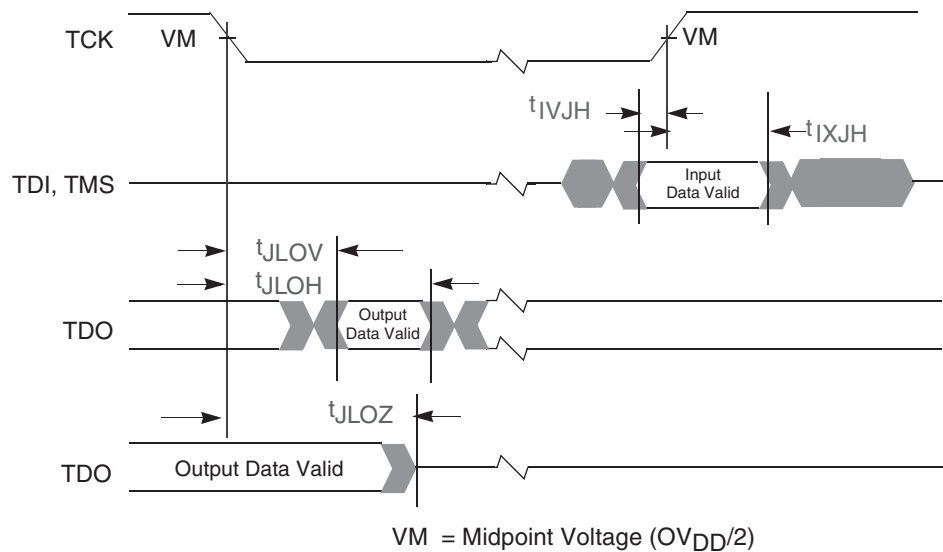 TCK
VM
VM
tIVJH
tIXJH
TDI, TMS
Input
Data Valid
tJLOV
tJLOH
TDO
Output
Data Valid
tJLOZ
TDO
Output Data Valid
VM = Midpoint Voltage (OVDD/2)